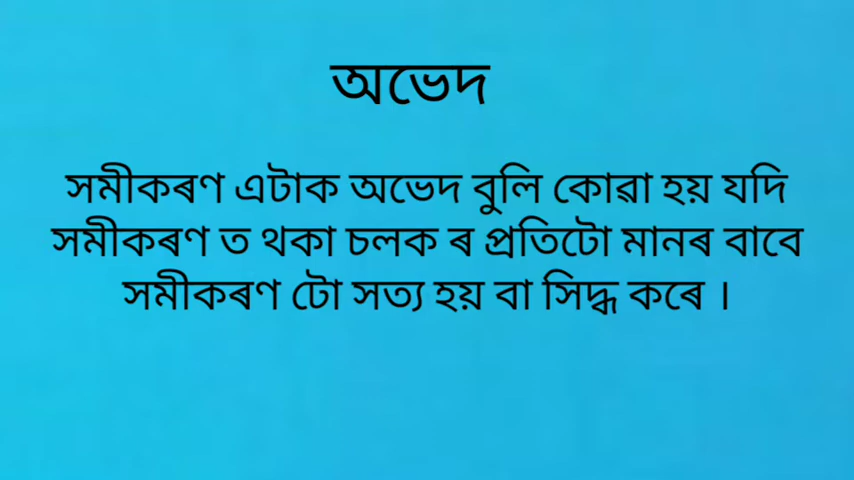 অভেদ
সমীকৰণ এটাক অভেদ বুলি কোৱা হয় যদি
সমীকৰণ ত থকা চলক ৰ প্ৰতিটো মানৰ বাবে
সমীকৰণ টো সত্য হয় বা সিদ্ধ কৰে ।